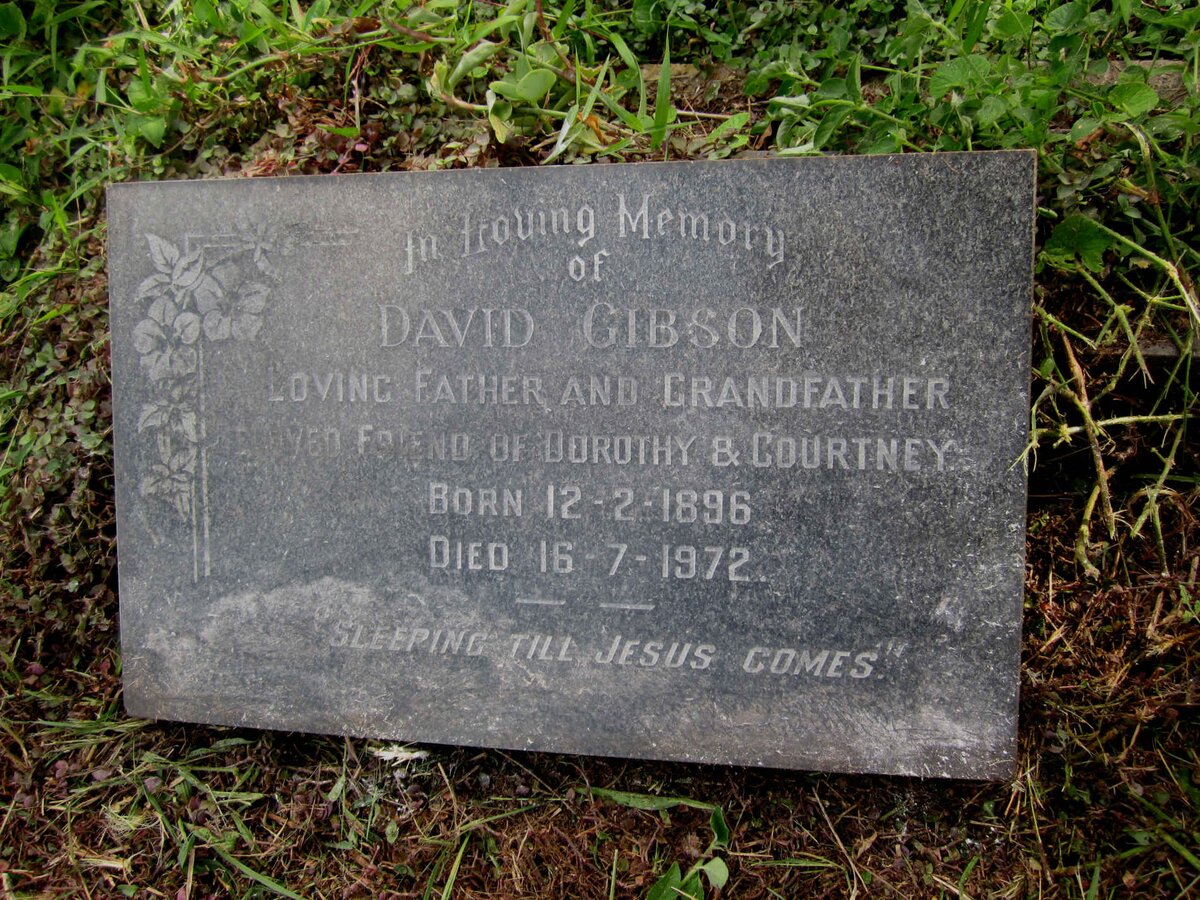 In Loving Memory
of
DAVID GIBSON
LOVING FATHER AND GRANDFATHER
FRIEND OF DOROTHY & COURTNEY.
BORN 12-2-1896
DIED 16-7-1972.
"SLEEPING TILL JESUS COMES."